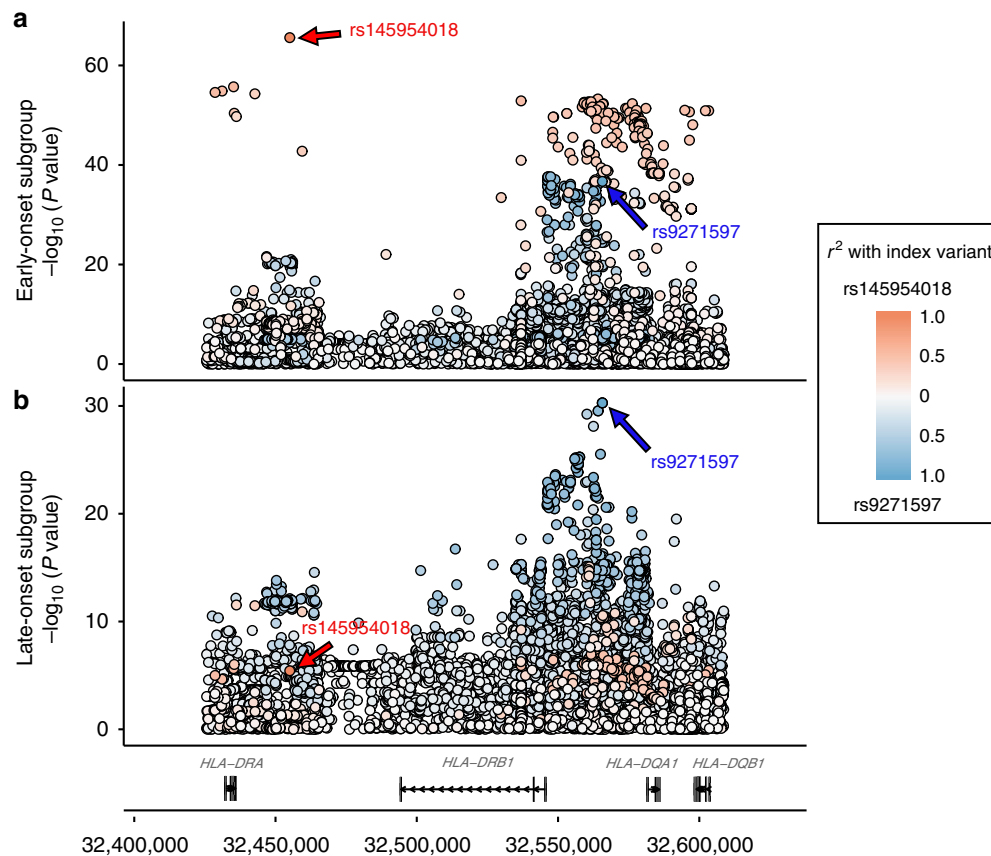 a
Early-onset subgroup
–log10 (P value)
60
40
20
0
rs145954018
rs9271597
b
Late-onset subgroup
–log10 (P value)
30
20
10
0
rs9271597
rs145954018
r2 with index variant
rs145954018
1.0
0.5
0
0.5
1.0
rs9271597
HLA–DRA
HLA–DRB1
HLA–DQA1
HLA–DQB1
32,400,000
32,450,000
32,500,000
32,550,000
32,600,000